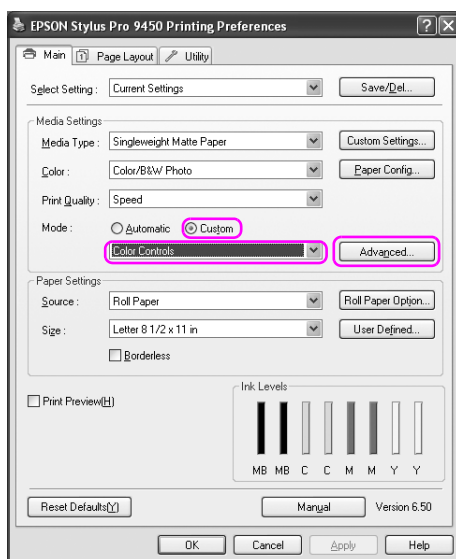 EPSON Stylus Pro 9450 Printing Preferences
Main Page Layout Utility
Select Setting : Current Settings Save/Del...
Media Settings
Media Type : Singleweight Matte Paper Custom Settings...
Color : Color/B&W Photo Paper Config...
Print Quality : Speed
Mode : Automatic Custom
Color Controls Advanced...
Paper Settings
Source : Roll Paper Roll Paper Option...
Size : Letter 8 1/2 x 11 in User Defined...
Borderless
Print Preview(H)
Ink Levels
MB MB C C M M Y Y
Reset Defaults(Y) Manual Version 6.50
OK Cancel Apply Help